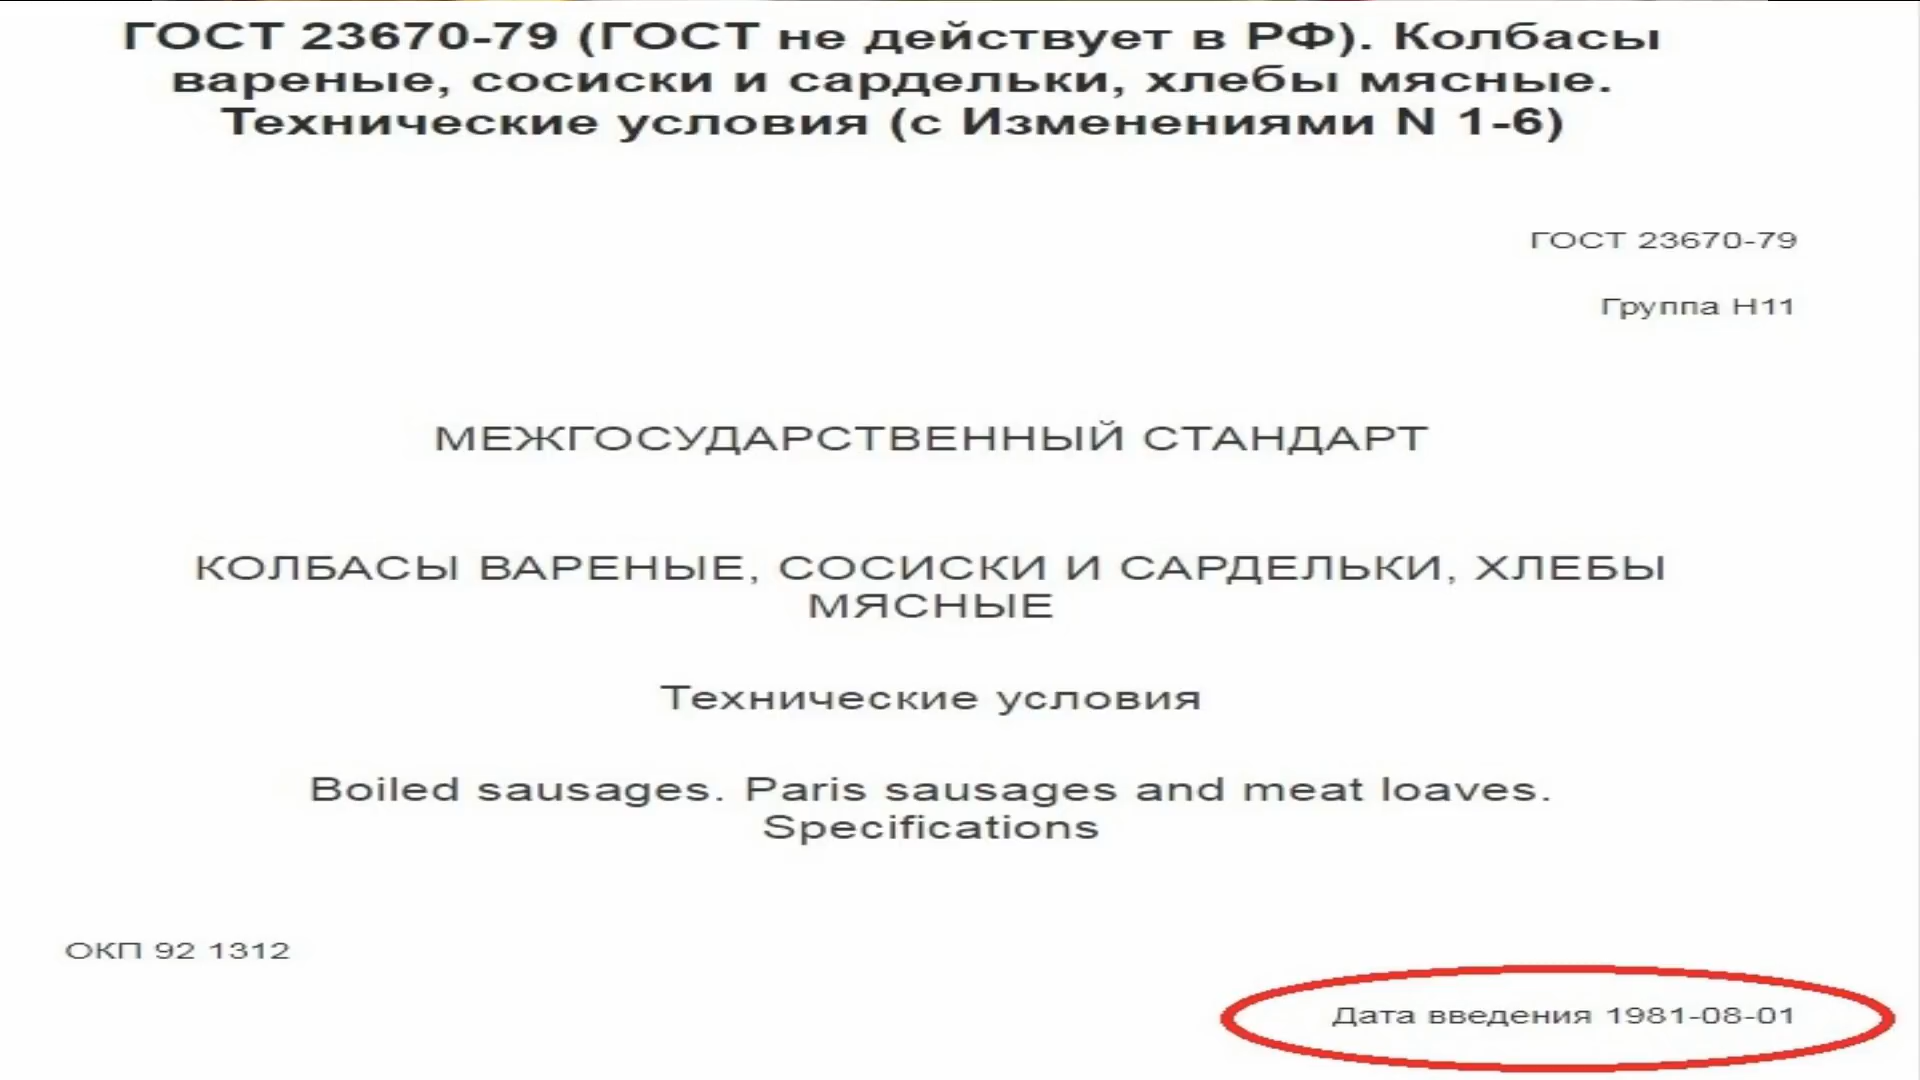 ГОСТ 23670-79 (ГОСТ не действует в РФ). Колбасы
вареные, сосиски и сардельки, хлебы мясные.
Технические условия (с Изменениями N 1-6)
ГОСТ 23670-79
Группа Н11
МЕЖГОСУДАРСТВЕННЫЙ СТАНДАРТ
КОЛБАСЫ ВАРЕНЫЕ, СОСИСКИ И САРДЕЛЬКИ, ХЛЕБЫ
МЯСНЫЕ
Технические условия
Boiled sausages. Paris sausages and meat loaves.
Specifications
ОКП 92 1312
Дата введения 1981-08-01